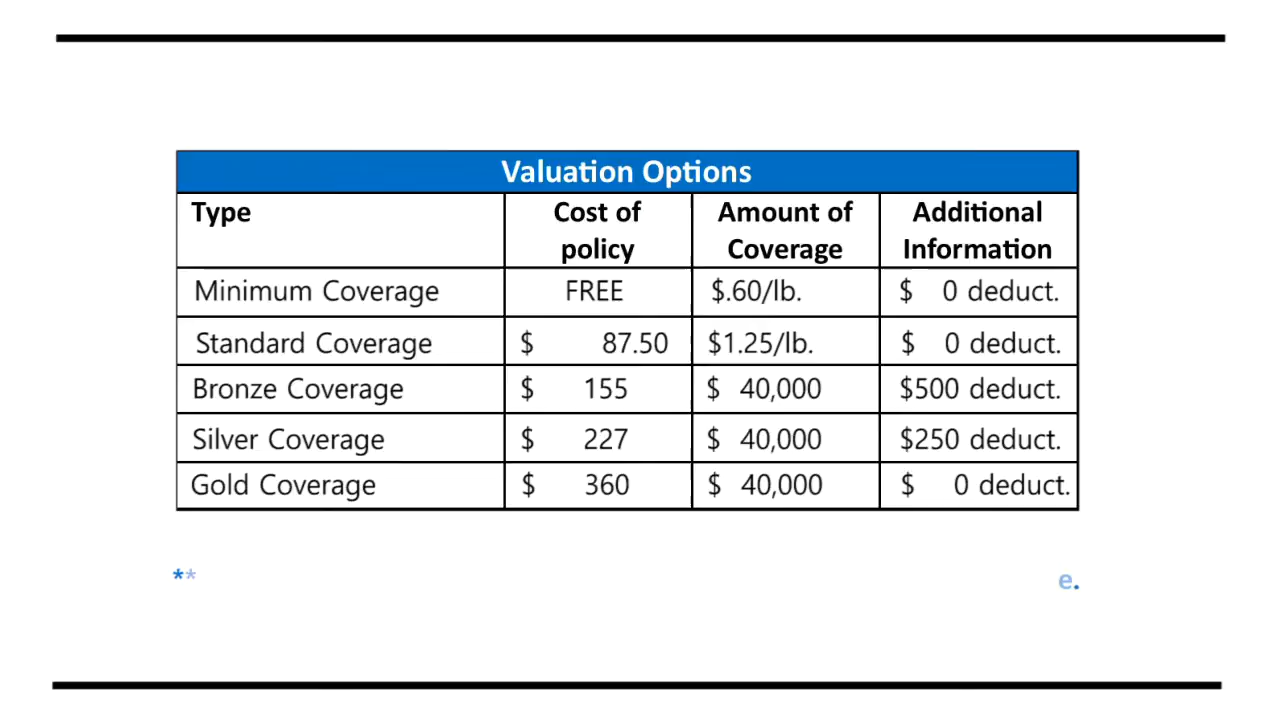 Valuation Options
Type Cost of policy Amount of Coverage Additional Information
Minimum Coverage FREE $.60/lb. $ 0 deduct.
Standard Coverage $ 87.50 $1.25/lb. $ 0 deduct.
Bronze Coverage $ 155 $ 40,000 $500 deduct.
Silver Coverage $ 227 $ 40,000 $250 deduct.
Gold Coverage $ 360 $ 40,000 $ 0 deduct.
** e.